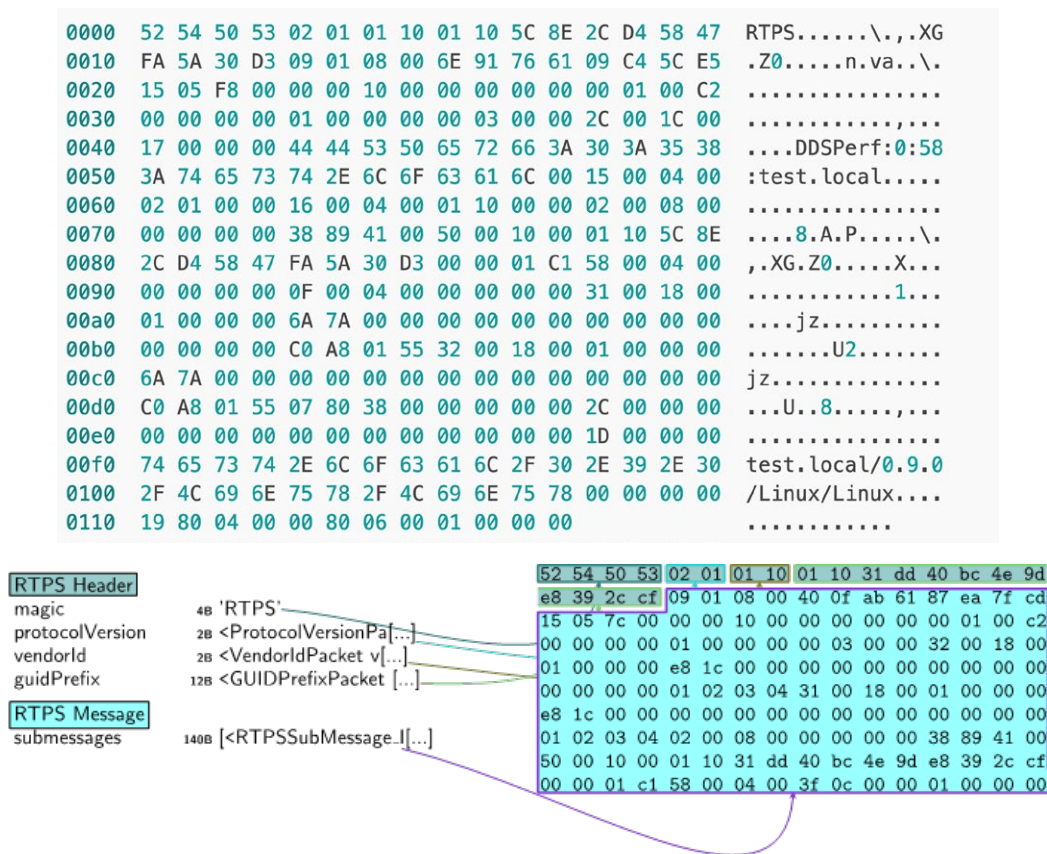 0000 52 54 50 53 02 01 01 10 01 10 5C 8E 2C D4 58 47 RTPS......\.,.XG
0010 FA 5A 30 D3 09 01 08 00 6E 91 76 61 09 C4 5C E5 .Z0.....n.va..\.
0020 15 05 F8 00 00 00 10 00 00 00 00 00 00 01 00 C2 ................
0030 00 00 00 00 01 00 00 00 00 03 00 00 2C 00 1C 00 ............,...
0040 17 00 00 00 44 44 53 50 65 72 66 3A 30 3A 35 38 ....DDSPerf:0:58
0050 3A 74 65 73 74 2E 6C 6F 63 61 6C 00 15 00 04 00 :test.local.....
0060 02 01 00 00 16 00 04 00 01 10 00 00 02 00 08 00 ................
0070 00 00 00 00 38 89 41 00 50 00 10 00 01 10 5C 8E ....8.A.P.....\.
0080 2C D4 58 47 FA 5A 30 D3 00 00 01 C1 58 00 04 00 ,.XG.Z0.....X...
0090 00 00 00 00 0F 00 04 00 00 00 00 00 31 00 18 00 ............1...
00a0 01 00 00 00 6A 7A 00 00 00 00 00 00 00 00 00 00 ....jz..........
00b0 00 00 00 00 C0 A8 01 55 32 00 18 00 01 00 00 00 .......U2.......
00c0 6A 7A 00 00 00 00 00 00 00 00 00 00 00 00 00 00 jz..............
00d0 C0 A8 01 55 07 80 38 00 00 00 00 00 2C 00 00 00 ...U..8.....,...
00e0 00 00 00 00 00 00 00 00 00 00 00 00 1D 00 00 00 ................
00f0 74 65 73 74 2E 6C 6F 63 61 6C 2F 30 2E 39 2E 30 test.local/0.9.0
0100 2F 4C 69 6E 75 78 2F 4C 69 6E 75 78 00 00 00 00 /Linux/Linux....
0110 19 80 04 00 00 80 06 00 01 00 00 00 ............
RTPS Header
magic 4B 'RTPS'
protocolVersion 2B <ProtocolVersionPa[...]
vendorId 2B <VendorIdPacket v[...]
guidPrefix 12B <GUIDPrefixPacket [...]
RTPS Message
submessages 140B [<RTPSSubMessage_I[...]
52 54 50 53 02 01 01 10 01 10 31 dd 40 bc 4e 9d
e8 39 2c cf 09 01 08 00 40 0f ab 61 87 ea 7f cd
15 05 7c 00 00 00 10 00 00 00 00 00 00 01 00 c2
00 00 00 00 01 00 00 00 00 03 00 00 32 00 18 00
01 00 00 00 e8 1c 00 00 00 00 00 00 00 00 00 00
00 00 00 00 01 02 03 04 31 00 18 00 01 00 00 00
e8 1c 00 00 00 00 00 00 00 00 00 00 00 00 00 00
01 02 03 04 02 00 08 00 00 00 00 00 38 89 41 00
50 00 10 00 01 10 31 dd 40 bc 4e 9d e8 39 2c cf
00 00 01 c1 58 00 04 00 3f 0c 00 00 01 00 00 00